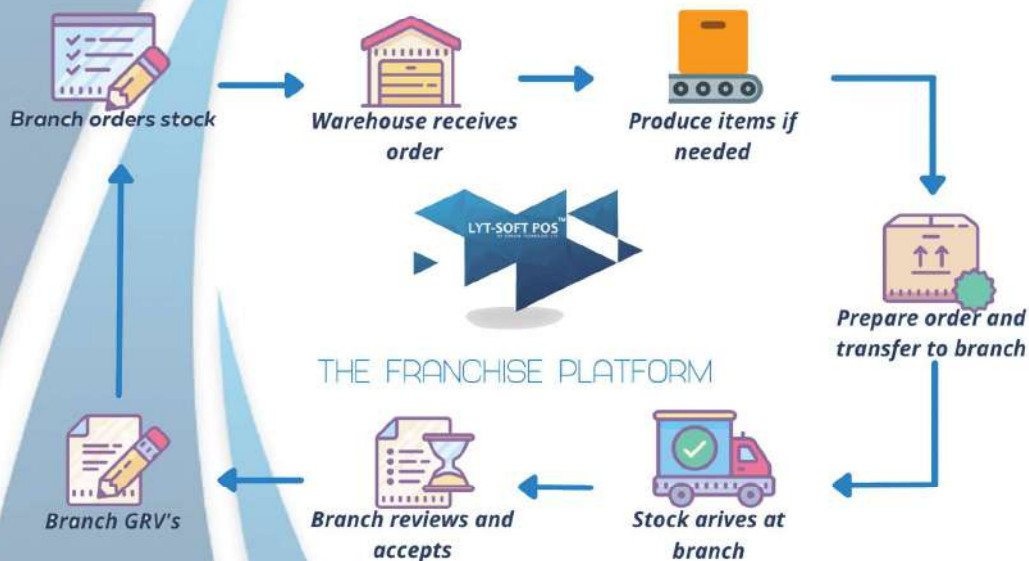 Branch orders stock
Warehouse receives
order
Produce items if
needed
LYT-SOFT POS™
Prepare order and
transfer to branch
THE FRANCHISE PLATFORM
Branch GRV's
Branch reviews and
accepts
Stock arives at
branch